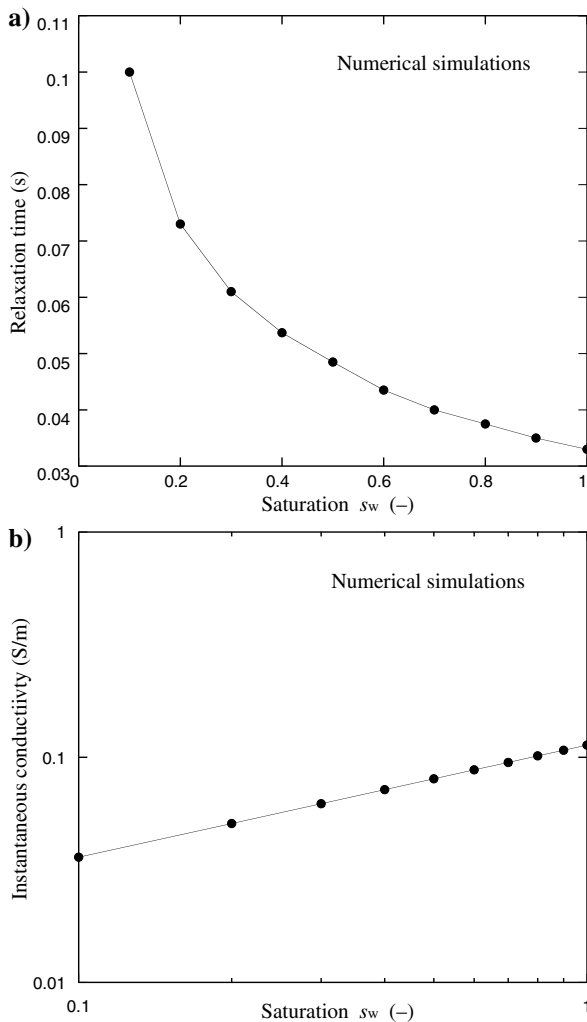 a)
0.11
0.1
0.09
0.08
0.07
0.06
0.05
0.04
0.03
Relaxation time (s)
Numerical simulations
0
0.2
0.4
0.6
0.8
1
Saturation sw (–)
b)
1
0.1
0.01
Instantaneous conductiivty (S/m)
Numerical simulations
0.1
1
Saturation sw (–)